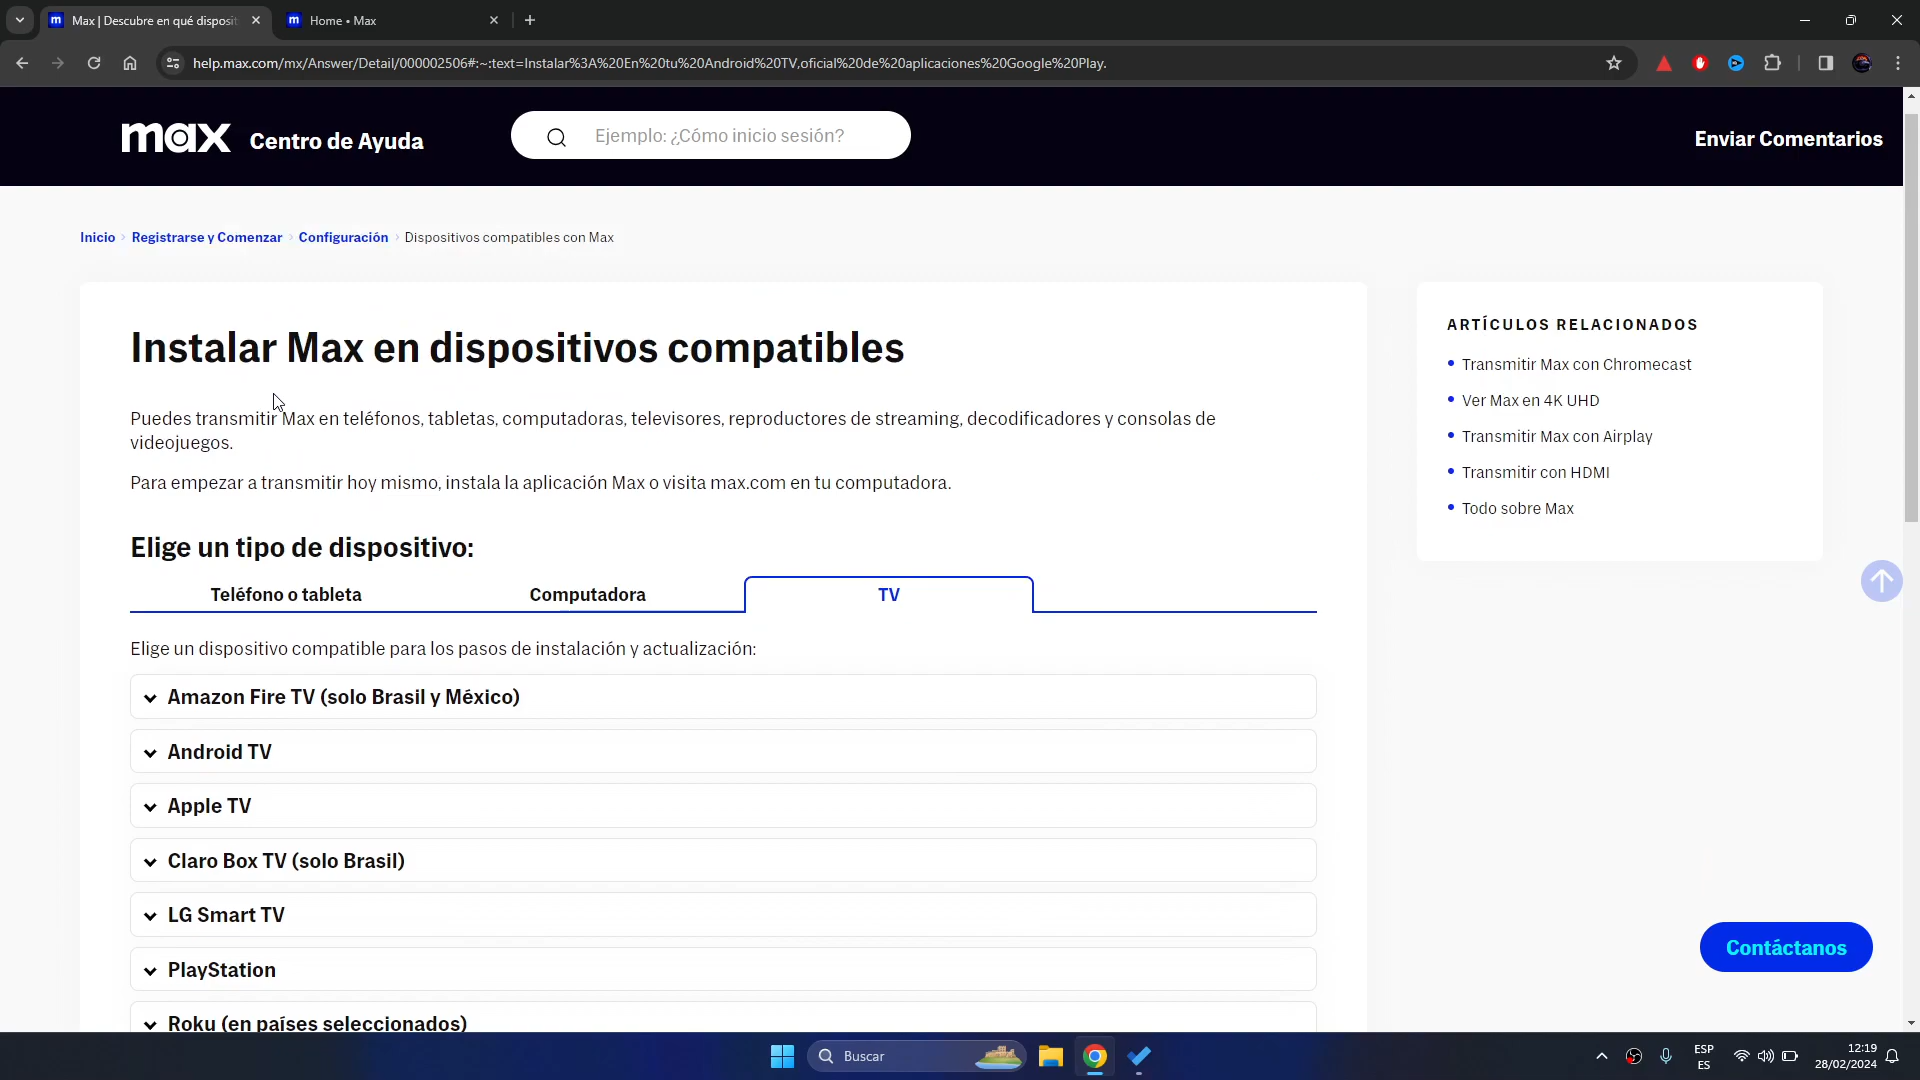 Max | Descubre en qué disposit
Home • Max
help.max.com/mx/Answer/Detail/000002506#:~:text=Instalar%3A%20En%20tu%20Android%20TV,oficial%20de%20aplicaciones%20Google%20Play.
max Centro de Ayuda
Ejemplo: ¿Cómo inicio sesión?
Enviar Comentarios
Inicio › Registrarse y Comenzar › Configuración › Dispositivos compatibles con Max
Instalar Max en dispositivos compatibles
Puedes transmitir Max en teléfonos, tabletas, computadoras, televisores, reproductores de streaming, decodificadores y consolas de
videojuegos.
Para empezar a transmitir hoy mismo, instala la aplicación Max o visita max.com en tu computadora.
Elige un tipo de dispositivo:
Teléfono o tableta
Computadora
TV
Elige un dispositivo compatible para los pasos de instalación y actualización:
Amazon Fire TV (solo Brasil y México)
Android TV
Apple TV
Claro Box TV (solo Brasil)
LG Smart TV
PlayStation
Roku (en países seleccionados)
ARTÍCULOS RELACIONADOS
• Transmitir Max con Chromecast
• Ver Max en 4K UHD
• Transmitir Max con Airplay
• Transmitir con HDMI
• Todo sobre Max
Contáctanos
Buscar
ESP
ES
12:19
28/02/2024